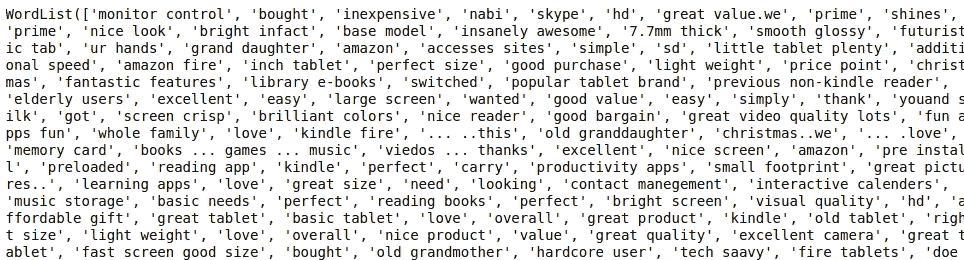 WordList(['monitor control', 'bought', 'inexpensive', 'nabi', 'skype', 'hd', 'great value.we', 'prime', 'shines',
'prime', 'nice look', 'bright infact', 'base model', 'insanely awesome', '7.7mm thick', 'smooth glossy', 'futurist
ic tab', 'ur hands', 'grand daughter', 'amazon', 'accesses sites', 'simple', 'sd', 'little tablet plenty', 'additi
onal speed', 'amazon fire', 'inch tablet', 'perfect size', 'good purchase', 'light weight', 'price point', 'christ
mas', 'fantastic features', 'library e-books', 'switched', 'popular tablet brand', 'previous non-kindle reader',
'elderly users', 'excellent', 'easy', 'large screen', 'wanted', 'good value', 'easy', 'simply', 'thank', 'youand s
ilk', 'got', 'screen crisp', 'brilliant colors', 'nice reader', 'good bargain', 'great video quality lots', 'fun a
pps fun', 'whole family', 'love', 'kindle fire', '... ..this', 'old granddaughter', 'christmas..we', '... .love',
'memory card', 'books ... games ... music', 'viedos ... thanks', 'excellent', 'nice screen', 'amazon', 'pre instal
l', 'preloaded', 'reading app', 'kindle', 'perfect', 'carry', 'productivity apps', 'small footprint', 'great pictu
res..', 'learning apps', 'love', 'great size', 'need', 'looking', 'contact manegement', 'interactive calenders',
'music storage', 'basic needs', 'perfect', 'reading books', 'perfect', 'bright screen', 'visual quality', 'hd', 'a
ffordable gift', 'great tablet', 'basic tablet', 'love', 'overall', 'great product', 'kindle', 'old tablet', 'righ
t size', 'light weight', 'love', 'overall', 'nice product', 'value', 'great quality', 'excellent camera', 'great t
ablet', 'fast screen good size', 'bought', 'old grandmother', 'hardcore user', 'tech saavy', 'fire tablets', 'doe